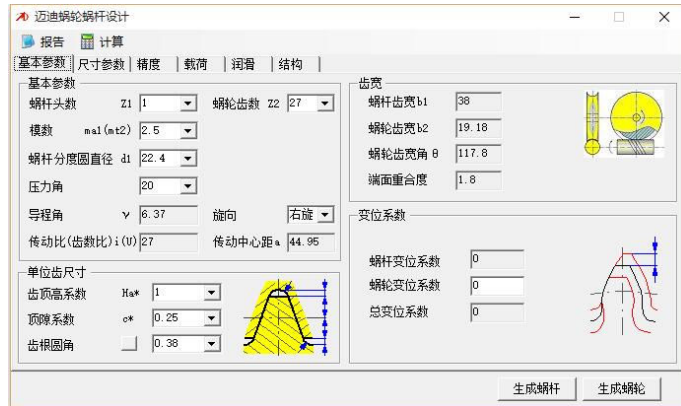 迈迪蜗轮蜗杆设计
报告 计算
基本参数 尺寸参数 精度 载荷 润滑 结构
基本参数
蜗杆头数 Z1 1 蜗轮齿数 Z2 27
模数 ma1(mt2) 2.5
蜗杆分度圆直径 d1 22.4
压力角 20
导程角 γ 6.37 旋向 右旋
传动比(齿数比)i(U) 27 传动中心距a 44.95
单位齿尺寸
齿顶高系数 Ha* 1
顶隙系数 c* 0.25
齿根圆角 0.38
齿宽
蜗杆齿宽b1 38
蜗轮齿宽b2 19.18
蜗轮齿宽角 θ 117.8
端面重合度 1.8
变位系数
蜗杆变位系数 0
蜗轮变位系数 0
总变位系数 0
生成蜗杆 生成蜗轮